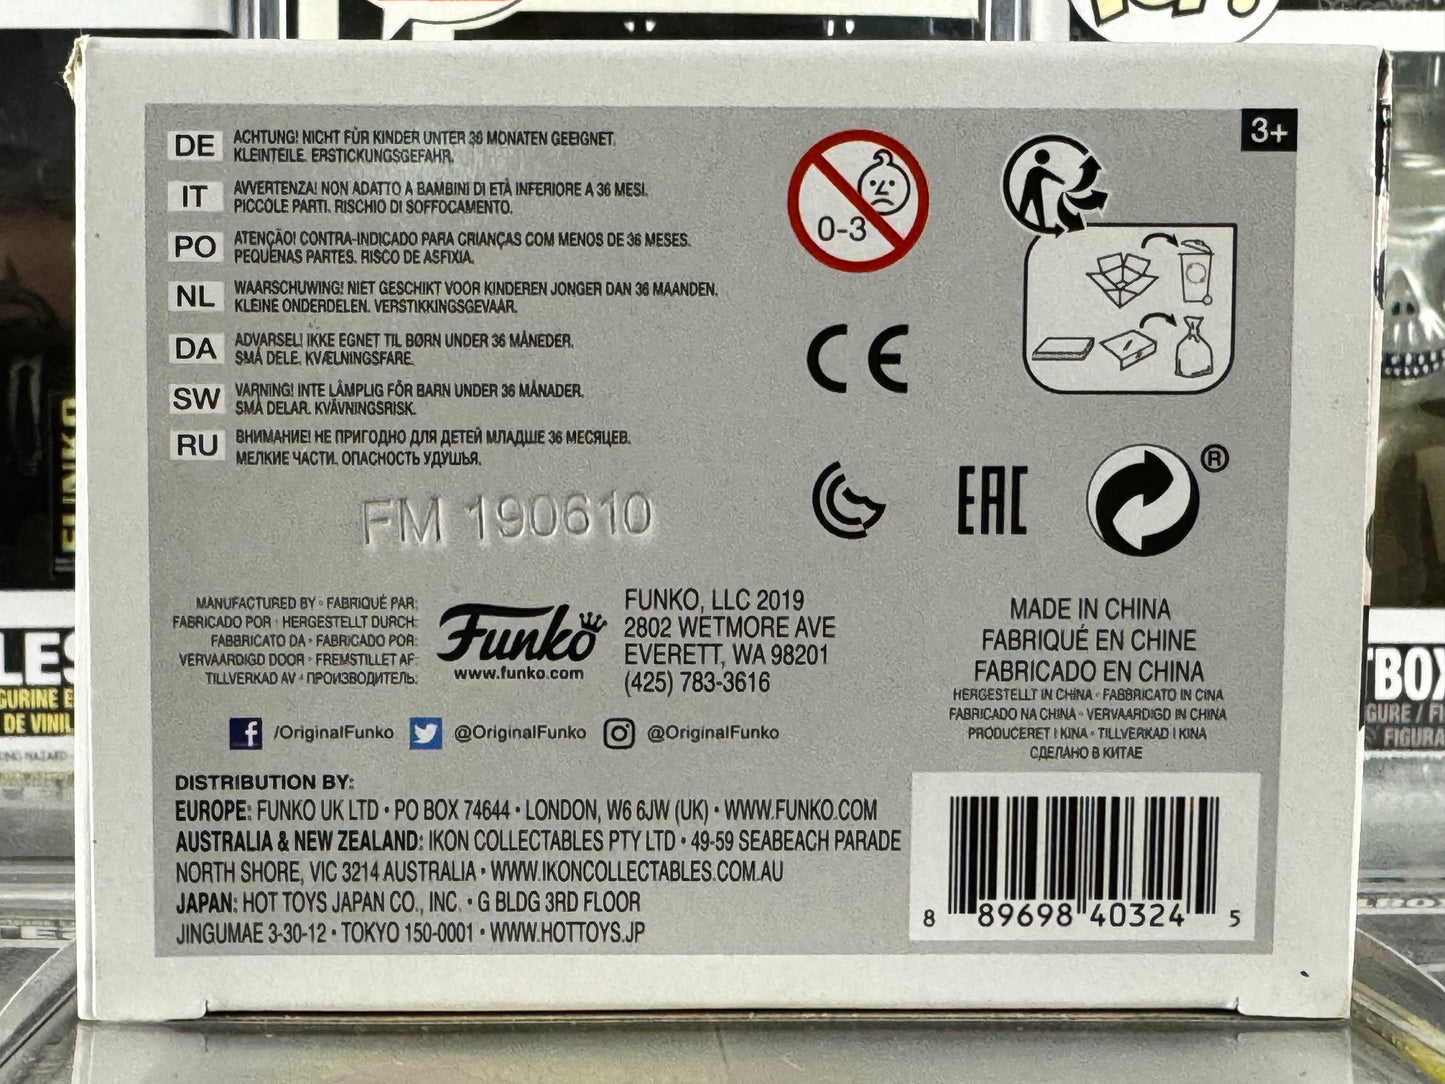 3+
DE
ACHTUNG! NICHT FÜR KINDER UNTER 36 MONATEN GEEIGNET.
KLEINTEILE. ERSTICKUNGSGEFAHR.
IT
AVVERTENZA! NON ADATTO A BAMBINI DI ETÀ INFERIORE A 36 MESI.
PICCOLE PARTI. RISCHIO DI SOFFOCAMENTO.
PO
ATENÇÃO! CONTRA-INDICADO PARA CRIANÇAS COM MENOS DE 36 MESES.
PEQUENAS PARTES. RISCO DE ASFIXIA.
NL
WAARSCHUWING! NIET GESCHIKT VOOR KINDEREN JONGER DAN 36 MAANDEN.
KLEINE ONDERDELEN. VERSTIKKINGSGEVAAR.
DA
ADVARSEL! IKKE EGNET TIL BØRN UNDER 36 MÅNEDER.
SMÅ DELE. KVÆLNINGSFARE.
SW
VARNING! INTE LÄMPLIG FÖR BARN UNDER 36 MÅNADER.
SMÅ DELAR. KVÄVNINGSRISK.
RU
ВНИМАНИЕ! НЕ ПРИГОДНО ДЛЯ ДЕТЕЙ МЛАДШЕ 36 МЕСЯЦЕВ.
МЕЛКИЕ ЧАСТИ. ОПАСНОСТЬ УДУШЬЯ.
0-3
CE
EAC
®
FM 190610
MANUFACTURED BY • FABRIQUÉ PAR:
FABRICADO POR • HERGESTELLT DURCH:
FABBRICATO DA • FABRICADO POR:
VERVAARDIGD DOOR • FREMSTILLET AF:
TILLVERKAD AV • ПРОИЗВОДИТЕЛЬ:
Funko
www.funko.com
FUNKO, LLC 2019
2802 WETMORE AVE
EVERETT, WA 98201
(425) 783-3616
MADE IN CHINA
FABRIQUÉ EN CHINE
FABRICADO EN CHINA
HERGESTELLT IN CHINA • FABBRICATO IN CINA
FABRICADO NA CHINA • VERVAARDIGD IN CHINA
PRODUCERET I KINA • TILLVERKAD I KINA
СДЕЛАНО В КИТАЕ
/OriginalFunko @OriginalFunko @OriginalFunko
DISTRIBUTION BY:
EUROPE: FUNKO UK LTD • PO BOX 74644 • LONDON, W6 6JW (UK) • WWW.FUNKO.COM
AUSTRALIA & NEW ZEALAND: IKON COLLECTABLES PTY LTD • 49-59 SEABEACH PARADE
NORTH SHORE, VIC 3214 AUSTRALIA • WWW.IKONCOLLECTABLES.COM.AU
JAPAN: HOT TOYS JAPAN CO., INC. • G BLDG 3RD FLOOR
JINGUMAE 3-30-12 • TOKYO 150-0001 • WWW.HOTTOYS.JP
8 89698 40324 5
FUNKO
DE VINIL